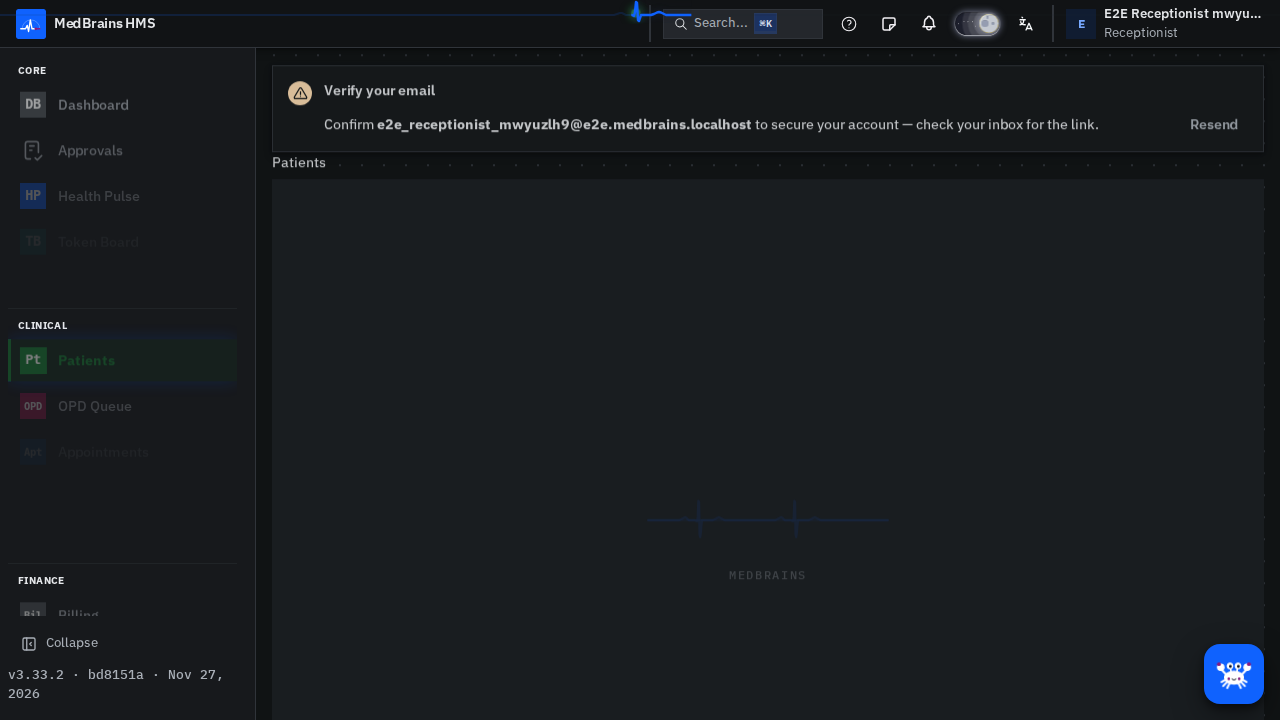 MedBrains HMS
Search... ⌘K
E
E2E Receptionist mwyu...
Receptionist
CORE
DB Dashboard
Approvals
HP Health Pulse
TB Token Board
CLINICAL
Pt Patients
OPD OPD Queue
Apt Appointments
FINANCE
Bil Billing
Collapse
v3.33.2 · bd8151a · Nov 27,
2026
Verify your email
Confirm e2e_receptionist_mwyuzlh9@e2e.medbrains.localhost to secure your account — check your inbox for the link.
Resend
Patients
MEDBRAINS